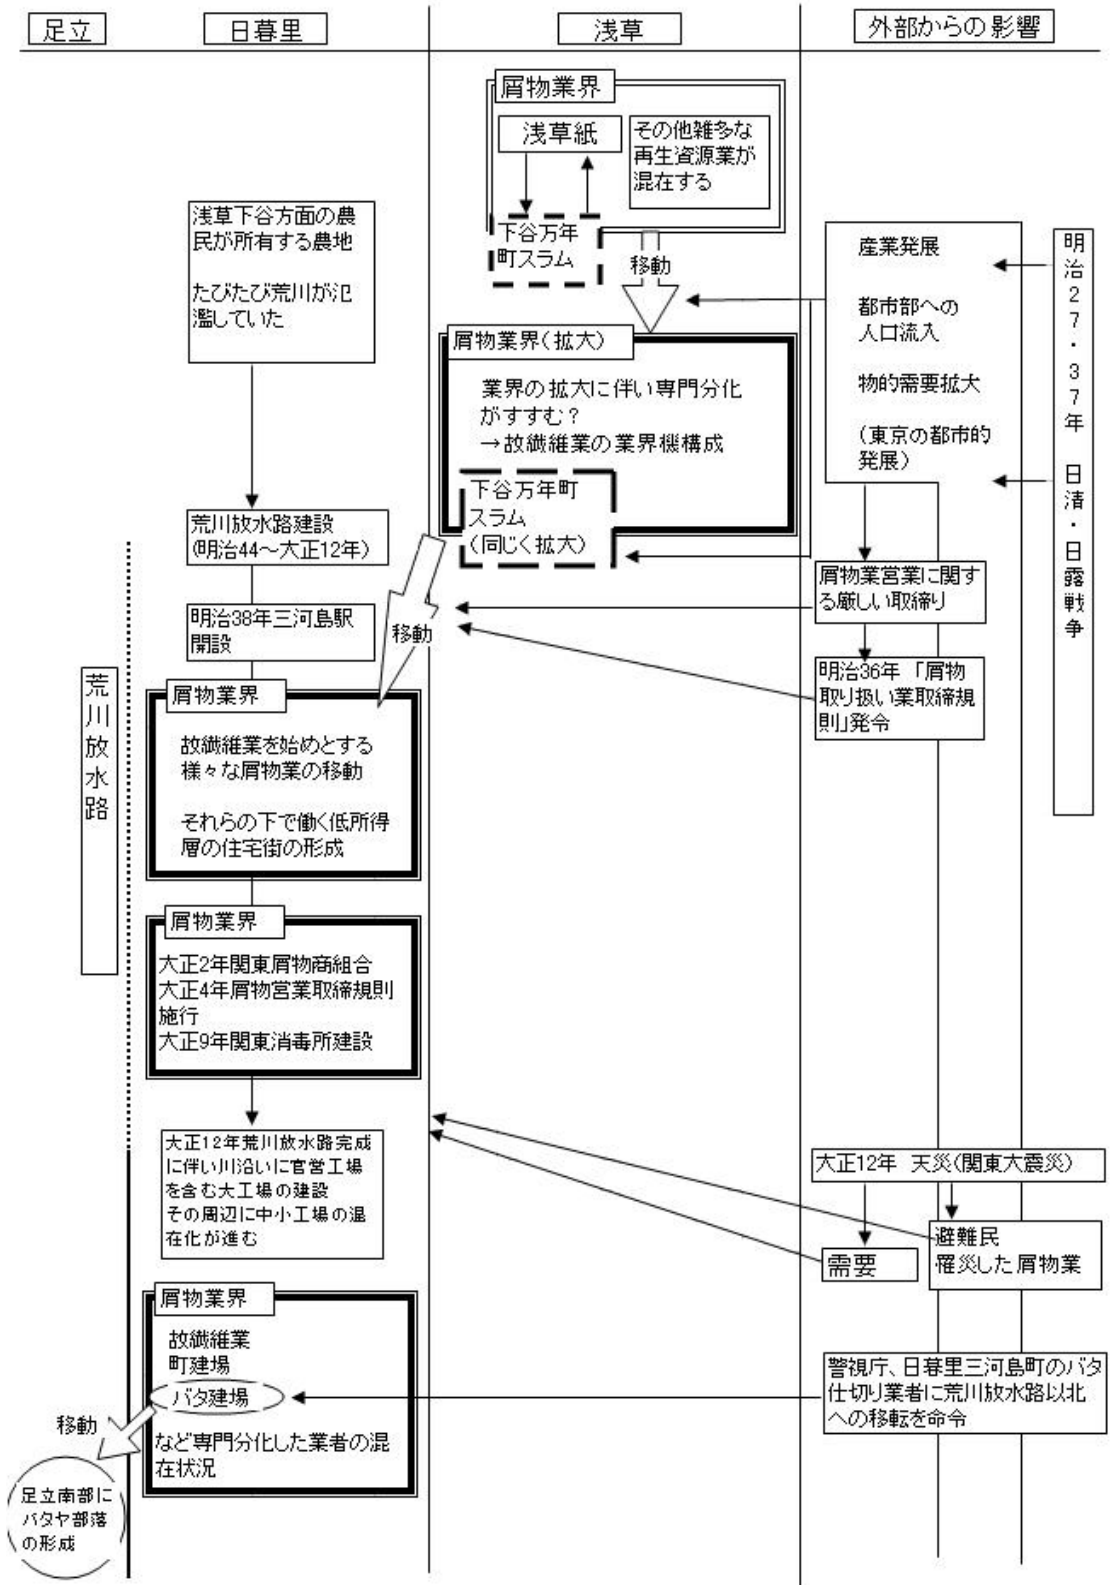 足立
日暮里
浅草
外部からの影響
屑物業界
浅草紙
その他雑多な
再生資源業が
混在する
下谷万年
町スラム
移動
浅草下谷方面の農
民が所有する農地
たびたび荒川が氾
濫していた
産業発展
都市部への
人口流入
物的需要拡大
(東京の都市的
発展)
明治27・37年 日清・日露戦争
屑物業界(拡大)
業界の拡大に伴い専門分化
がすすむ?
→故繊維業の業界機構成
下谷万年町
スラム
(同じく拡大)
荒川放水路建設
(明治44～大正12年)
明治38年三河島駅
開設
移動
屑物業営業に関す
る厳しい取締り
明治36年「屑物
取り扱い業取締規
則」発令
荒川放水路
屑物業界
故繊維業を始めとする
様々な屑物業の移動
それらの下で働く低所得
層の住宅街の形成
屑物業界
大正2年関東屑物商組合
大正4年屑物営業取締規則
施行
大正9年関東消毒所建設
大正12年荒川放水路完成
に伴い川沿いに官営工場
を含む大工場の建設
その周辺に中小工場の混
在化が進む
大正12年 天災(関東大震災)
需要
避難民
罹災した屑物業
屑物業界
故繊維業
町建場
バタ建場
など専門分化した業者の混
在状況
警視庁、日暮里三河島町のバタ
仕切り業者に荒川放水路以北
への移転を命令
移動
足立南部に
バタヤ部落
の形成